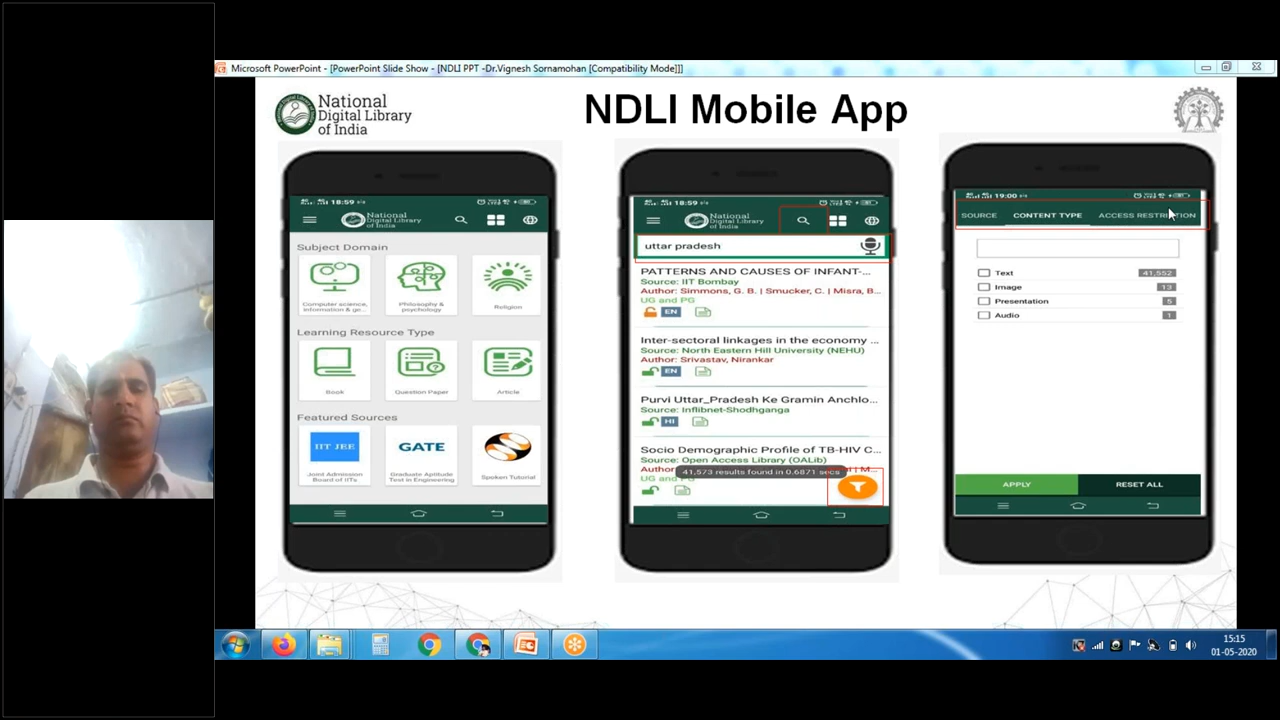 Microsoft PowerPoint - [PowerPoint Slide Show - [NDLI PPT -Dr.Vignesh Sornamohan [Compatibility Mode]]]
National
Digital Library
of India
NDLI Mobile App
18:59
National
Digital Library
of India
Subject Domain
Computer science,
information & ge...
Philosophy &
psychology
Religion
Learning Resource Type
Book
Question Paper
Article
Featured Sources
IIT JEE
Joint Admission
Board of IITs
GATE
Graduate Aptitude
Test in Engineering
Spoken Tutorial
18:59
National
Digital Library
of India
uttar pradesh
PATTERNS AND CAUSES OF INFANT-...
Source: IIT Bombay
Author: Simmons, G. B. | Smucker, C. | Misra, B...
UG and PG
EN
Inter-sectoral linkages in the economy ...
Source: North Eastern Hill University (NEHU)
Author: Srivastav, Nirankar
EN
Purvi Uttar_Pradesh Ke Gramin Anchlo...
Source: Inflibnet-Shodhganga
HI
Socio Demographic Profile of TB-HIV C...
Source: Open Access Library (OALib)
41,573 results found in 0.6871 secs
UG and PG
19:00
SOURCE CONTENT TYPE ACCESS RESTRICTION
Text 41,552
Image 13
Presentation 5
Audio 1
APPLY RESET ALL
15:15
01-05-2020